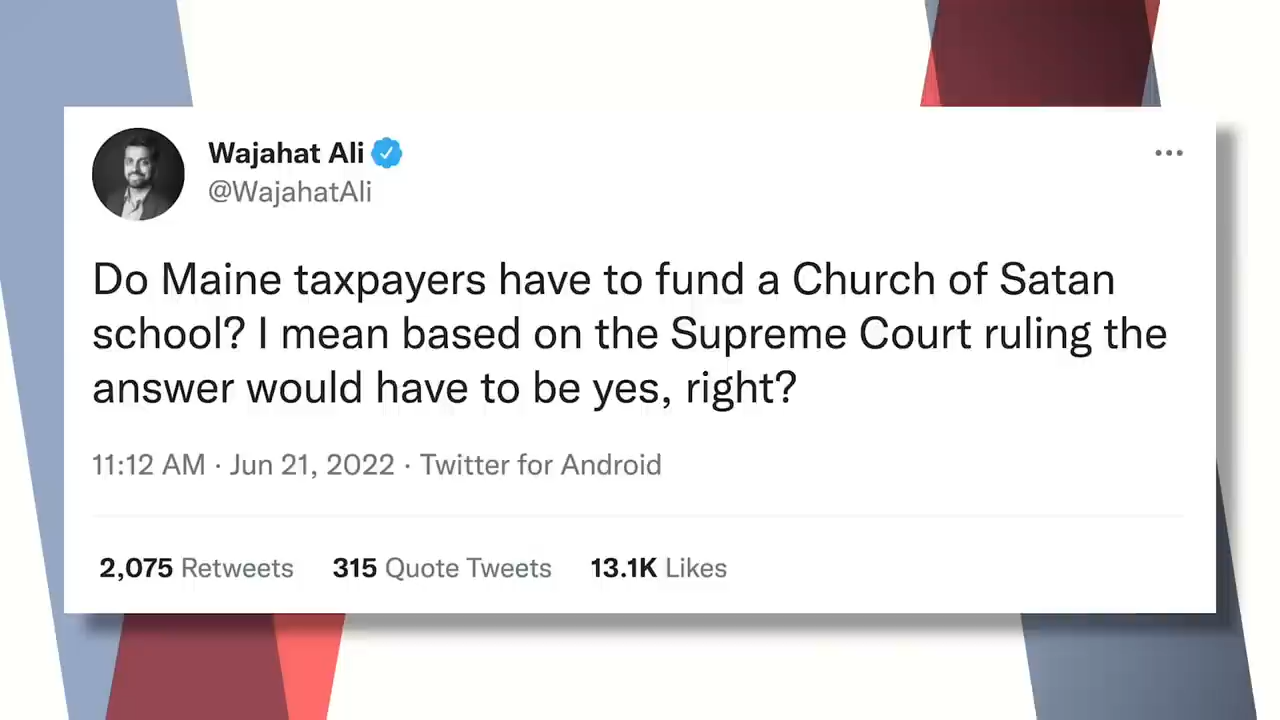 Wajahat Ali
@WajahatAli
Do Maine taxpayers have to fund a Church of Satan
school? I mean based on the Supreme Court ruling the
answer would have to be yes, right?
11:12 AM · Jun 21, 2022 · Twitter for Android
2,075 Retweets 315 Quote Tweets 13.1K Likes